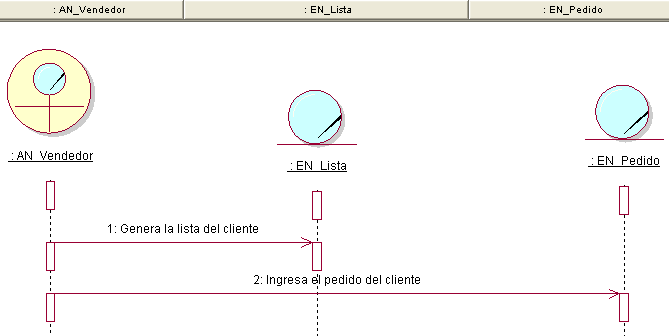 : AN_Vendedor
: EN_Lista
: EN_Pedido
: AN_Vendedor
: EN_Lista
: EN_Pedido
1: Genera la lista del cliente
2: Ingresa el pedido del cliente